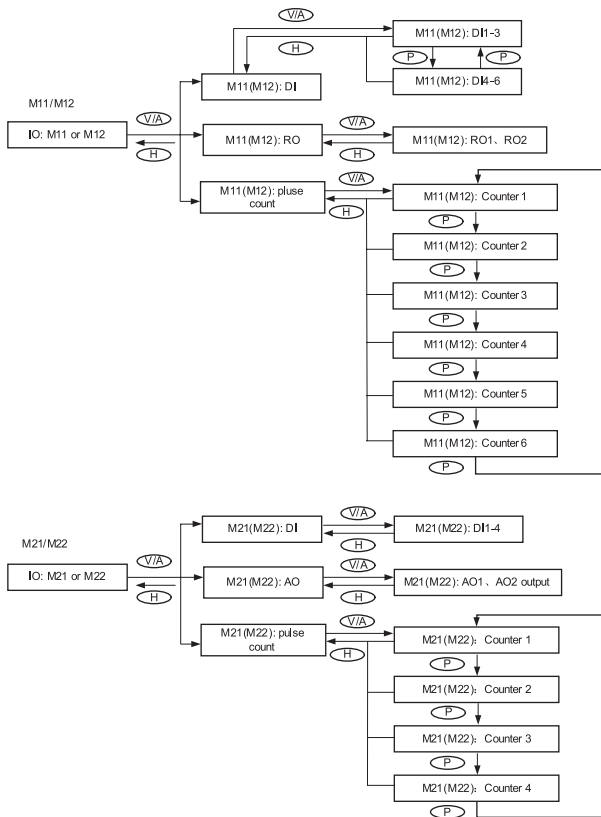 V/A
M11(M12): DI1-3
H
P
P
M11(M12): DI
M11(M12): DI4-6
M11/M12
V/A
IO: M11 or M12
M11(M12): RO
V/A
M11(M12): RO1、RO2
H
H
M11(M12): pluse
count
V/A
M11(M12): Counter 1
H
P
M11(M12): Counter 2
P
M11(M12): Counter 3
P
M11(M12): Counter 4
P
M11(M12): Counter 5
P
M11(M12): Counter 6
P
M21(M22): DI
V/A
M21(M22): DI1-4
H
M21/M22
V/A
IO: M21 or M22
M21(M22): AO
V/A
M21(M22): AO1、AO2 output
H
H
M21(M22): pulse
count
V/A
M21(M22): Counter 1
H
P
M21(M22): Counter 2
P
M21(M22): Counter 3
P
M21(M22): Counter 4
P